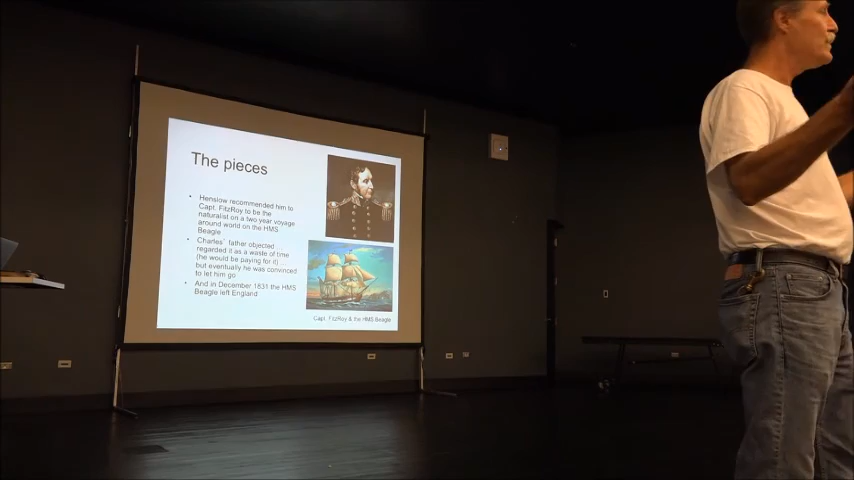 The pieces
• Henslow recommended him to
Capt. FitzRoy to be the
naturalist on a two year voyage
around world on the HMS
Beagle
• Charles' father objected ...
regarded it as a waste of time
(he would be paying for it)...
but eventually he was convinced
to let him go
• And in December 1831 the HMS
Beagle left England
Capt. FitzRoy & the HMS Beagle